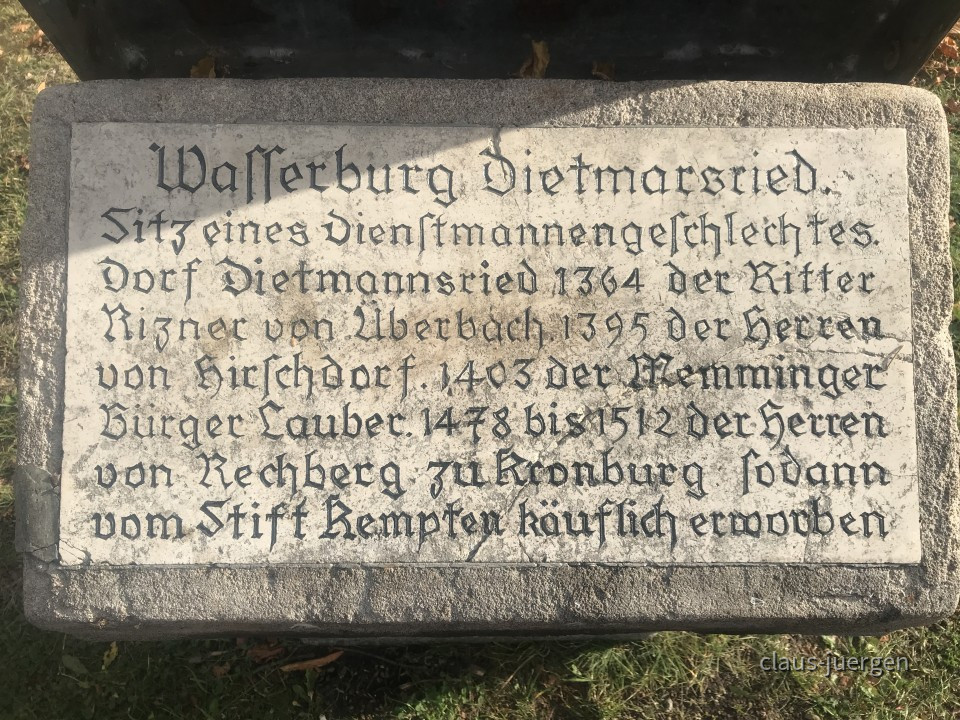 Waſſerburg Dietmarsried.
Sitz eines Dienſtmannengeſchlechtes.
Dorf Dietmannsried 1364 der Ritter
Rizner von Überbach. 1395 der Herren
von Hirſchdorf. 1403 der Memminger
Burger Lauber. 1478 bis 1512 der Herren
von Rechberg zu Kronburg ſodann
vom Stift Kempten käuflich erworben
claus-juergen